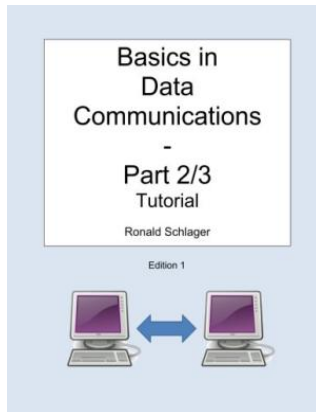 Basics in
Data
Communications
-
Part 2/3
Tutorial
Ronald Schlager
Edition 1